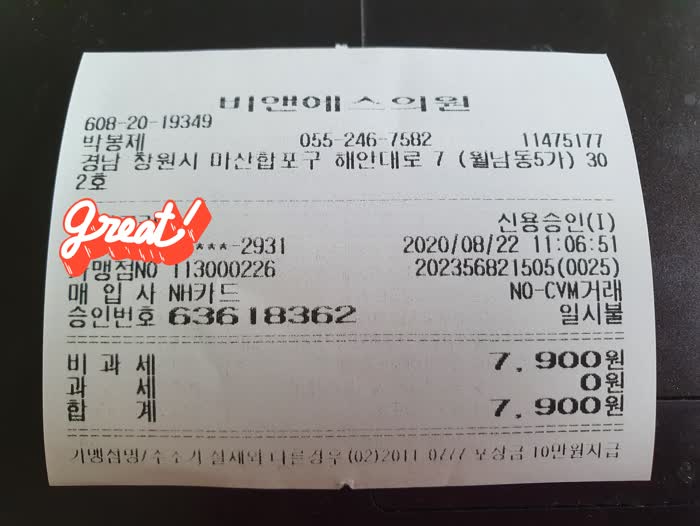 비앤에스의원
608-20-19349
박봉제 055-246-7582 11475177
경남 창원시 마산합포구 해안대로 7 (월남동5가) 30
2호
great!
신용승인(I)
***-2931 2020/08/22 11:06:51
가맹점NO 113000226 202356821505(0025)
매 입 사 NH카드 NO-CVM거래
승인번호 63618362 일시불
비 과 세 7,900원
과 세 0원
합 계 7,900원
가맹점명/주소가 실제와 다른경우 (02)2011-0777 포상금 10만원지급